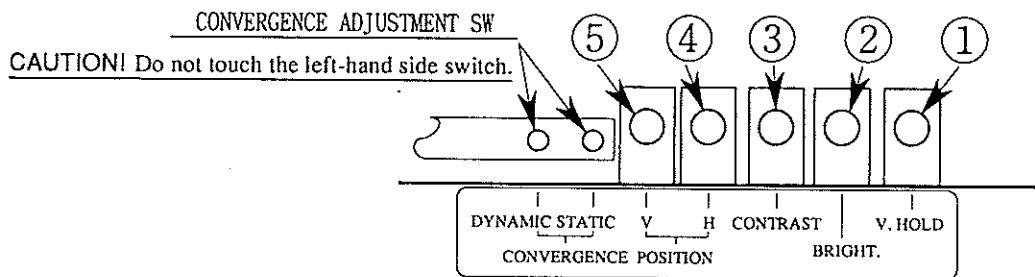 CONVERGENCE ADJUSTMENT SW
CAUTION! Do not touch the left-hand side switch.
⑤ ④ ③ ② ①
DYNAMIC STATIC V H CONTRAST V. HOLD
BRIGHT.
CONVERGENCE POSITION